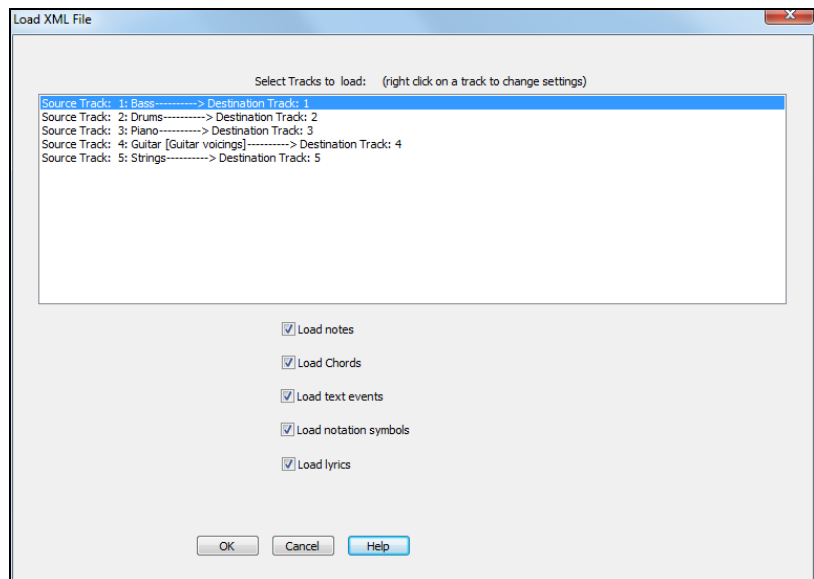 Load XML File
Select Tracks to load: (right click on a track to change settings)
Source Track: 1: Bass----------> Destination Track: 1
Source Track: 2: Drums----------> Destination Track: 2
Source Track: 3: Piano----------> Destination Track: 3
Source Track: 4: Guitar [Guitar voicings]----------> Destination Track: 4
Source Track: 5: Strings----------> Destination Track: 5
Load notes
Load Chords
Load text events
Load notation symbols
Load lyrics
OK Cancel Help